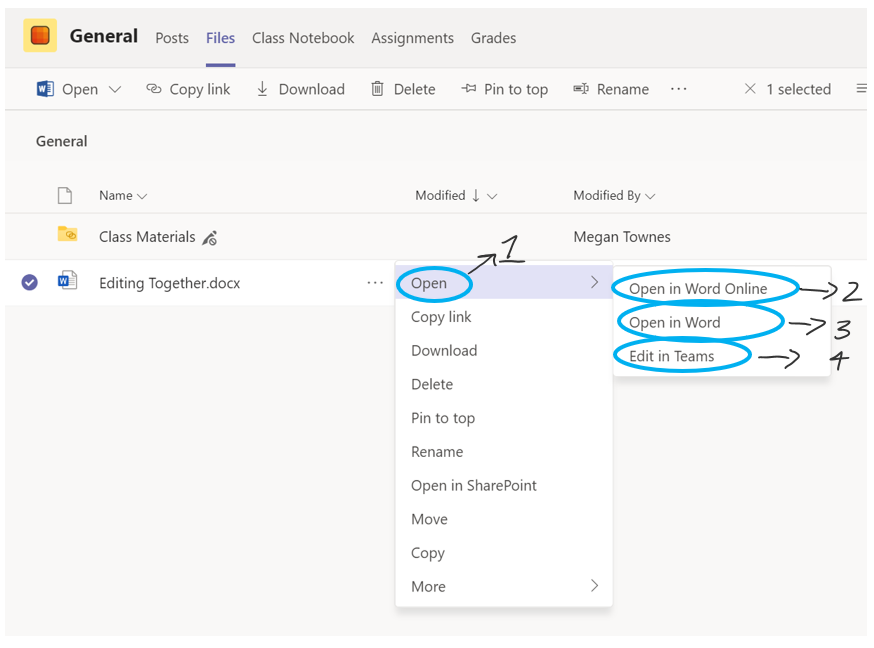 General Posts Files Class Notebook Assignments Grades
Open Copy link Download Delete Pin to top Rename ··· 1 selected
General
Name Modified Modified By
Class Materials Megan Townes
Editing Together.docx ···
1
Open
Copy link
Download
Delete
Pin to top
Rename
Open in SharePoint
Move
Copy
More
Open in Word Online 2
Open in Word 3
Edit in Teams 4